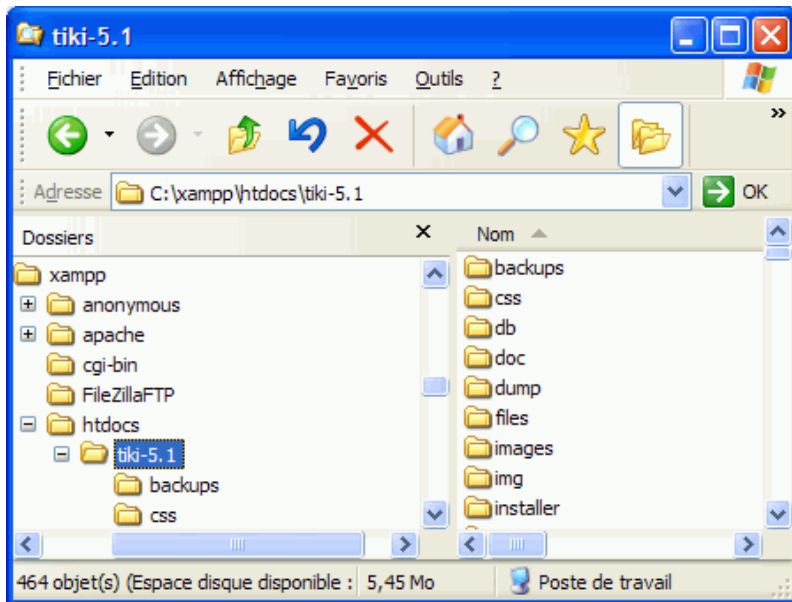 tiki-5.1
Fichier Edition Affichage Favoris Outils ?
»
Adresse C:\xampp\htdocs\tiki-5.1 OK
Dossiers
xampp
anonymous
apache
cgi-bin
FileZillaFTP
htdocs
tiki-5.1
backups
css
Nom
backups
css
db
doc
dump
files
images
img
installer
464 objet(s) (Espace disque disponible : 5,45 Mo Poste de travail